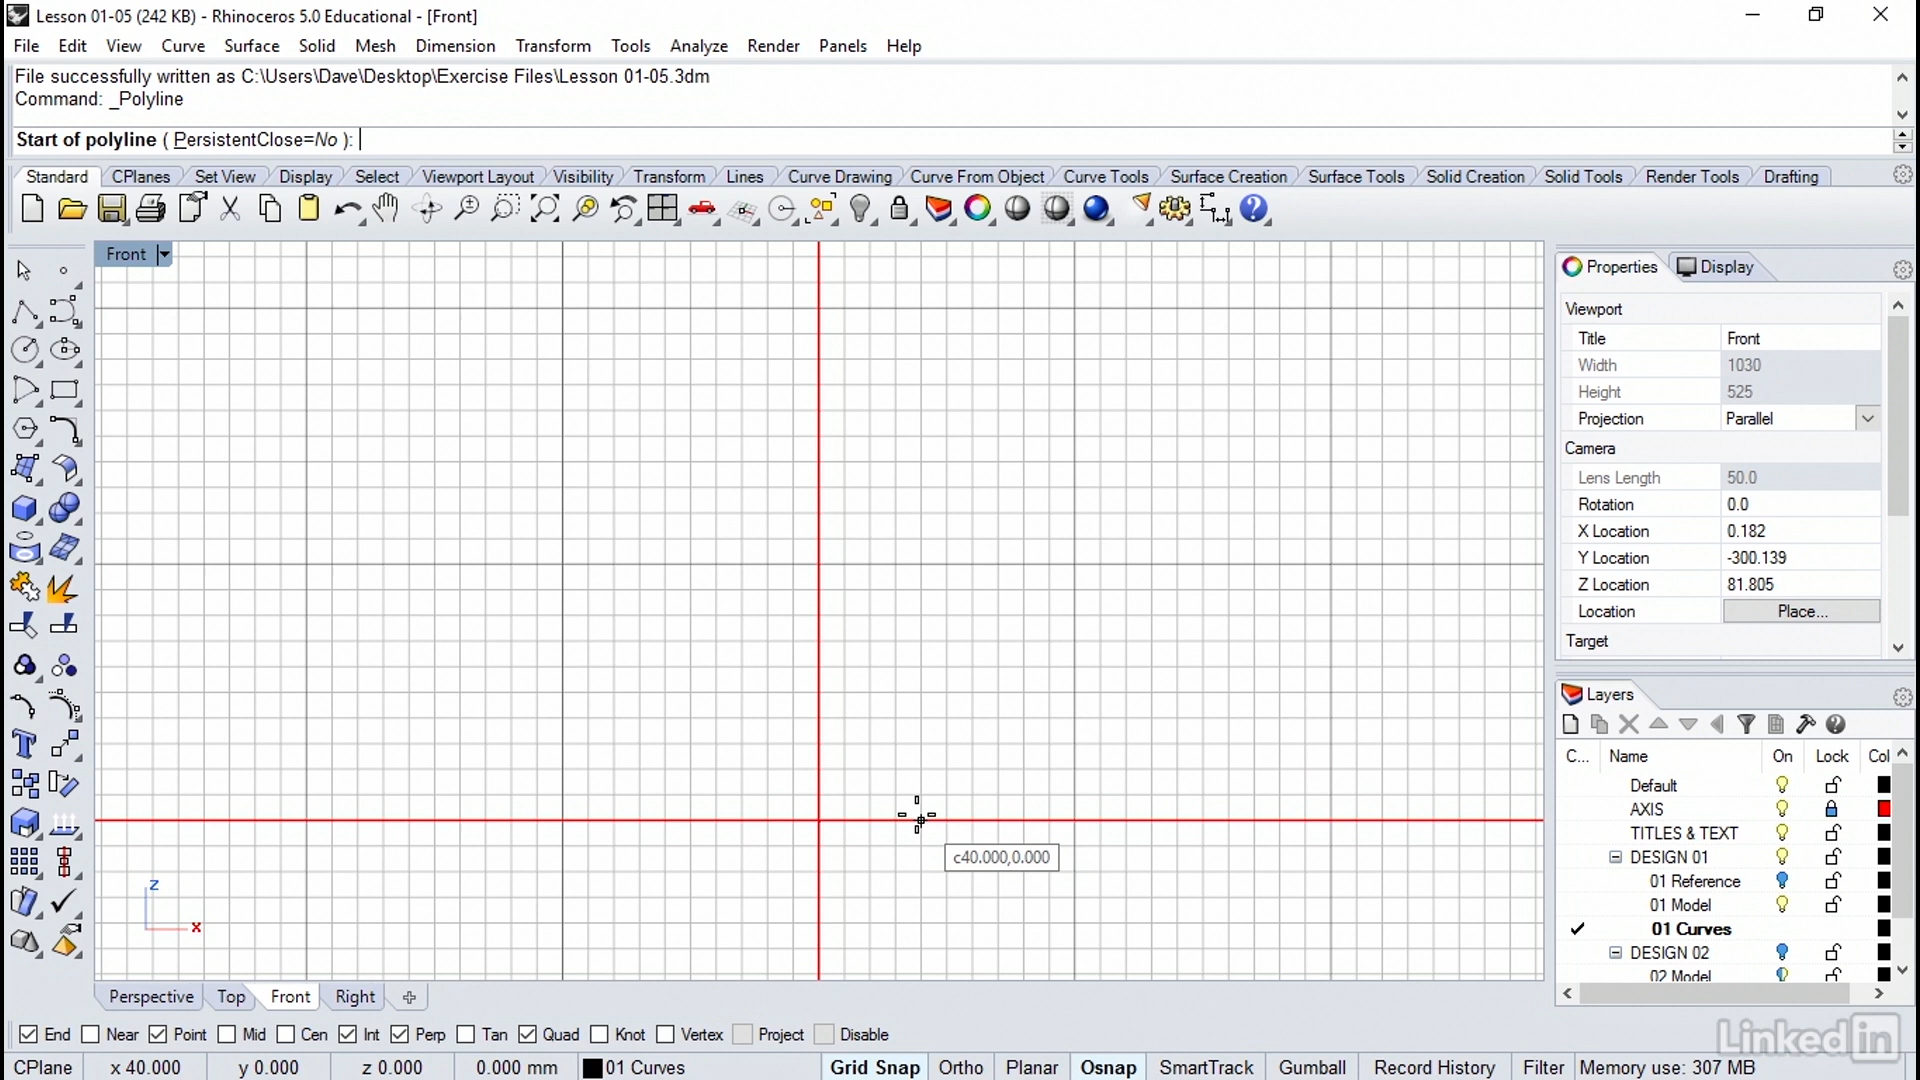 Lesson 01-05 (242 KB) - Rhinoceros 5.0 Educational - [Front]
File Edit View Curve Surface Solid Mesh Dimension Transform Tools Analyze Render Panels Help
File successfully written as C:\Users\Dave\Desktop\Exercise Files\Lesson 01-05.3dm
Command: _Polyline
Start of polyline ( PersistentClose=No ):
Standard CPlanes Set View Display Select Viewport Layout Visibility Transform Lines Curve Drawing Curve From Object Curve Tools Surface Creation Surface Tools Solid Creation Solid Tools Render Tools Drafting
Front
Properties Display
Viewport
Title Front
Width 1030
Height 525
Projection Parallel
Camera
Lens Length 50.0
Rotation 0.0
X Location 0.182
Y Location -300.139
Z Location 81.805
Location Place...
Target
Layers
C... Name On Lock Col
Default
AXIS
TITLES & TEXT
DESIGN 01
01 Reference
01 Model
01 Curves
DESIGN 02
02 Model
c40.000,0.000
z
x
Perspective Top Front Right
End Near Point Mid Cen Int Perp Tan Quad Knot Vertex Project Disable
CPlane x 40.000 y 0.000 z 0.000 0.000 mm 01 Curves Grid Snap Ortho Planar Osnap SmartTrack Gumball Record History Filter Memory use: 307 MB
LinkedIn